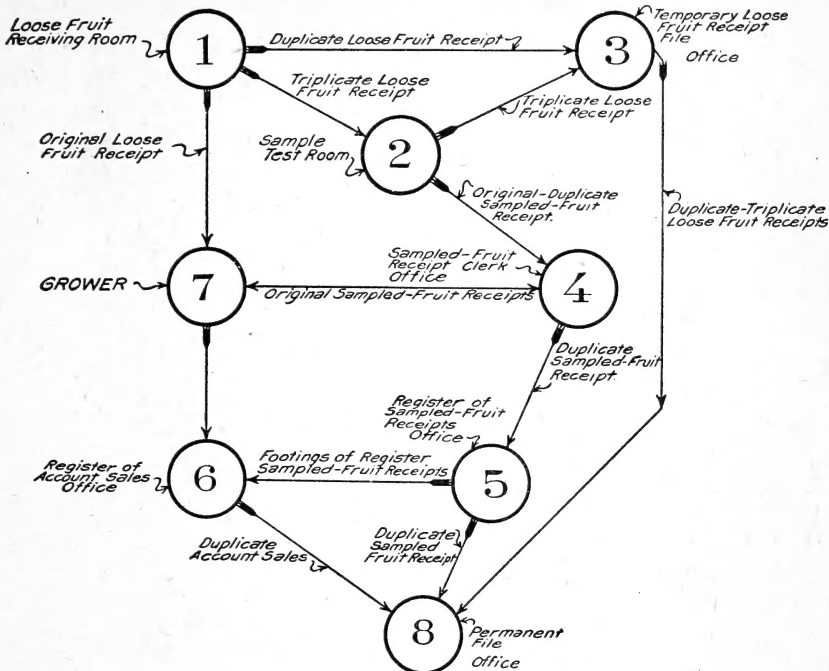 Loose Fruit
Receiving Room
1
Duplicate Loose Fruit Receipt
3
Temporary Loose
Fruit Receipt
File
Office
Triplicate Loose
Fruit Receipt
Triplicate Loose
Fruit Receipt
Original Loose
Fruit Receipt
Sample
Test Room
2
Original-Duplicate
Sampled-Fruit
Receipt.
Duplicate-Triplicate
Loose Fruit Receipts
Sampled-Fruit
Receipt Clerk
Office
GROWER
7
Original Sampled-Fruit Receipts
4
Duplicate
Sampled-Fruit
Receipt.
Register of
Sampled-Fruit
Receipts
Office
Register of
Account Sales
Office
6
Footings of Register
Sampled-Fruit Receipts
5
Duplicate
Account Sales
Duplicate
Sampled
Fruit Receipt
8
Permanent
File
Office